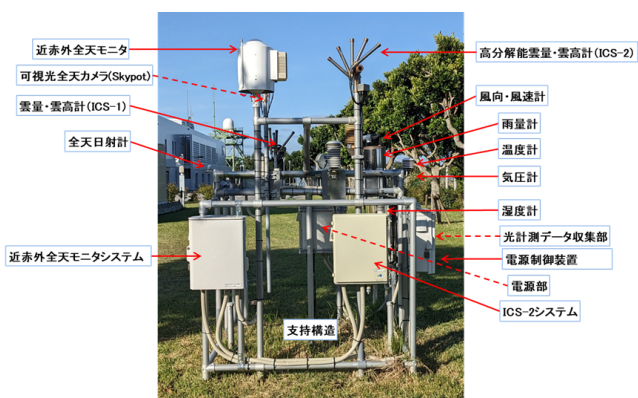 近赤外全天モニタ
可視光全天カメラ(Skypot)
雲量・雲高計(ICS-1)
全天日射計
近赤外全天モニタシステム
支持構造
高分解能雲量・雲高計(ICS-2)
風向・風速計
雨量計
温度計
気圧計
湿度計
光計測データ収集部
電源制御装置
電源部
ICS-2システム